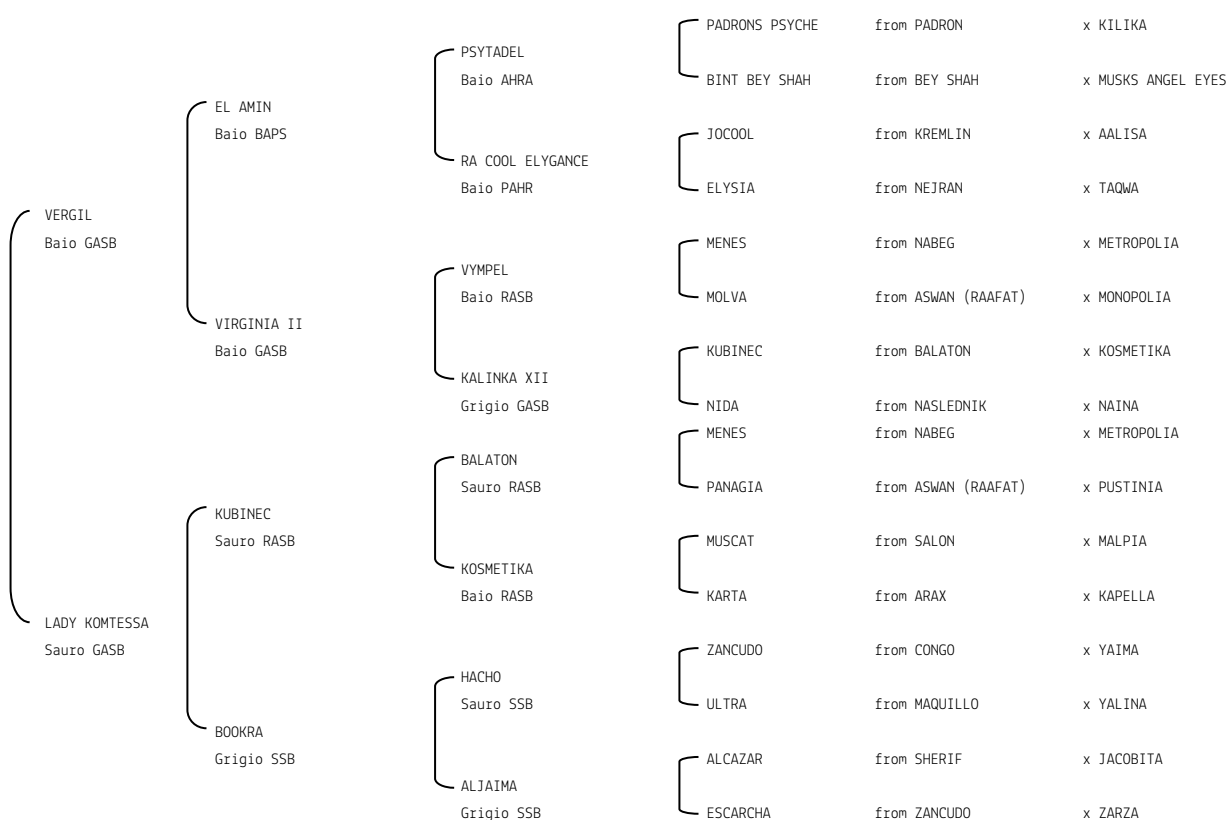 PADRONS PSYCHE from PADRON x KILIKA
PSYTADEL
Baio AHRA BINT BEY SHAH from BEY SHAH x MUSKS ANGEL EYES
EL AMIN
Baio BAPS JOCOOL from KREMLIN x AALISA
RA COOL ELYGANCE
Baio PAHR ELYSIA from NEJRAN x TAQWA
VERGIL
Baio GASB MENES from NABEG x METROPOLIA
VYMPEL
Baio RASB MOLVA from ASWAN (RAAFAT) x MONOPOLIA
VIRGINIA II
Baio GASB KUBINEC from BALATON x KOSMETIKA
KALINKA XII
Grigio GASB NIDA from NASLEDNIK x NAINA
MENES from NABEG x METROPOLIA
BALATON
Sauro RASB PANAGIA from ASWAN (RAAFAT) x PUSTINIA
KUBINEC
Sauro RASB MUSCAT from SALON x MALPIA
KOSMETIKA
Baio RASB KARTA from ARAX x KAPELLA
LADY KOMTESSA
Sauro GASB ZANCUDO from CONGO x YAIMA
HACHO
Sauro SSB ULTRA from MAQUILLO x YALINA
BOOKRA
Grigio SSB ALCAZAR from SHERIF x JACOBITA
ALJAIMA
Grigio SSB ESCARCHA from ZANCUDO x ZARZA